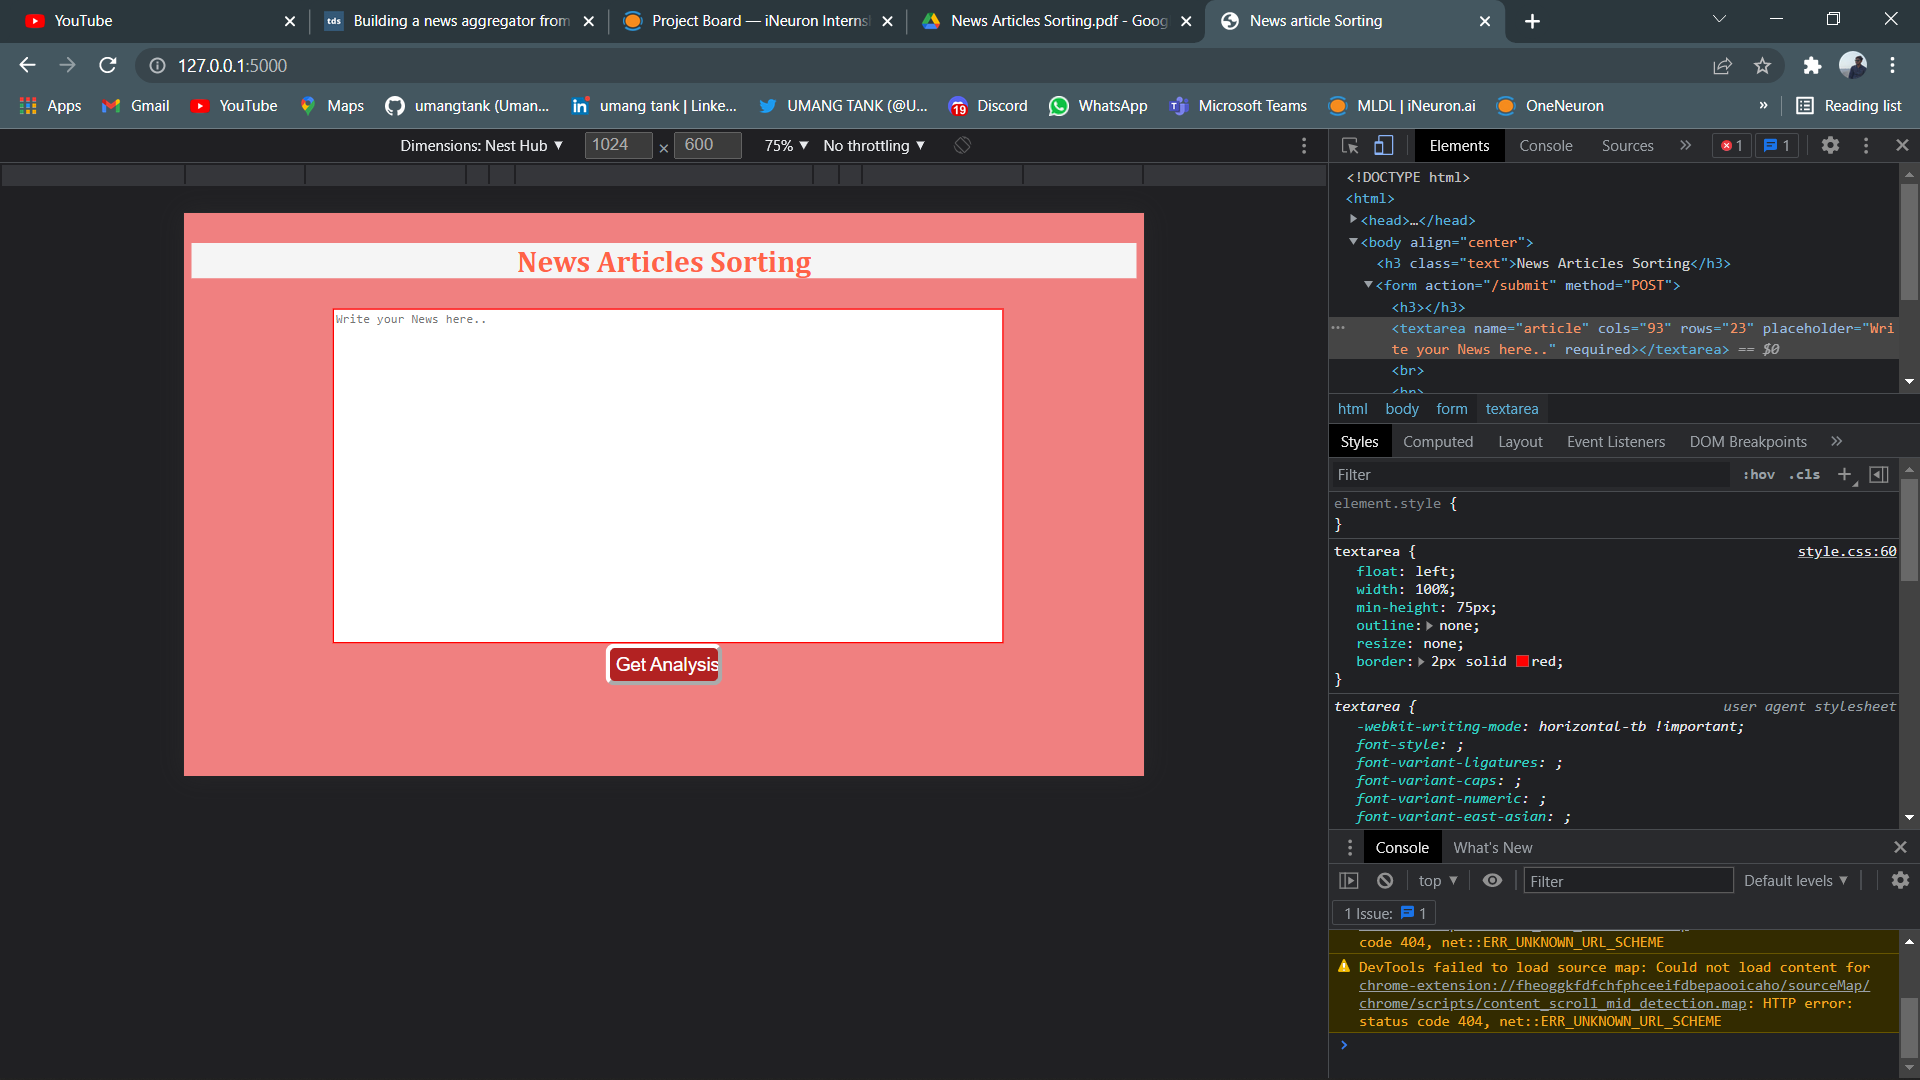 YouTube
tds Building a news aggregator from
Project Board — iNeuron Interns
News Articles Sorting.pdf - Goog
News article Sorting
127.0.0.1:5000
Apps
Gmail
YouTube
Maps
umangtank (Uman...
umang tank | Linke...
UMANG TANK (@U...
19 Discord
WhatsApp
Microsoft Teams
MLDL | iNeuron.ai
OneNeuron
»
Reading list
Dimensions: Nest Hub ▼ 1024 × 600 75% ▼ No throttling ▼
News Articles Sorting
Write your News here..
Get Analysis
Elements Console Sources » 1 1
<!DOCTYPE html>
<html>
<head>…</head>
<body align="center">
<h3 class="text">News Articles Sorting</h3>
<form action="/submit" method="POST">
<h3></h3>
<textarea name="article" cols="93" rows="23" placeholder="Wri
te your News here.." required></textarea> == $0
<br>
<br>
html body form textarea
Styles Computed Layout Event Listeners DOM Breakpoints »
Filter :hov .cls +
element.style {
}
textarea { style.css:60
float: left;
width: 100%;
min-height: 75px;
outline: none;
resize: none;
border: 2px solid red;
}
textarea { user agent stylesheet
-webkit-writing-mode: horizontal-tb !important;
font-style: ;
font-variant-ligatures: ;
font-variant-caps: ;
font-variant-numeric: ;
font-variant-east-asian: ;
Console What's New
top ▼ Filter Default levels ▼
1 Issue: 1
code 404, net::ERR_UNKNOWN_URL_SCHEME
DevTools failed to load source map: Could not load content for
chrome-extension://fheoggkfdfchfphceeifdbepaooicaho/sourceMap/
chrome/scripts/content_scroll_mid_detection.map: HTTP error:
status code 404, net::ERR_UNKNOWN_URL_SCHEME